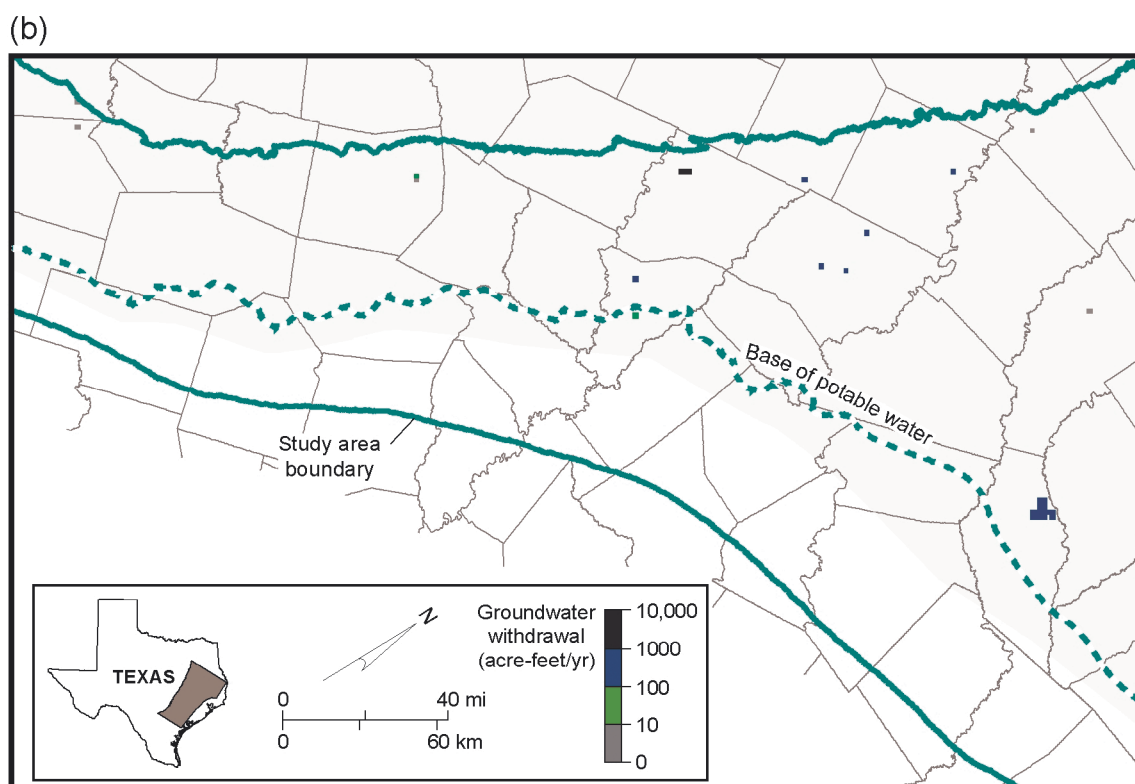 (b)
Base of potable water
Study area
boundary
TEXAS
N
0 40 mi
0 60 km
Groundwater
withdrawal
(acre-feet/yr)
10,000
1000
100
10
0